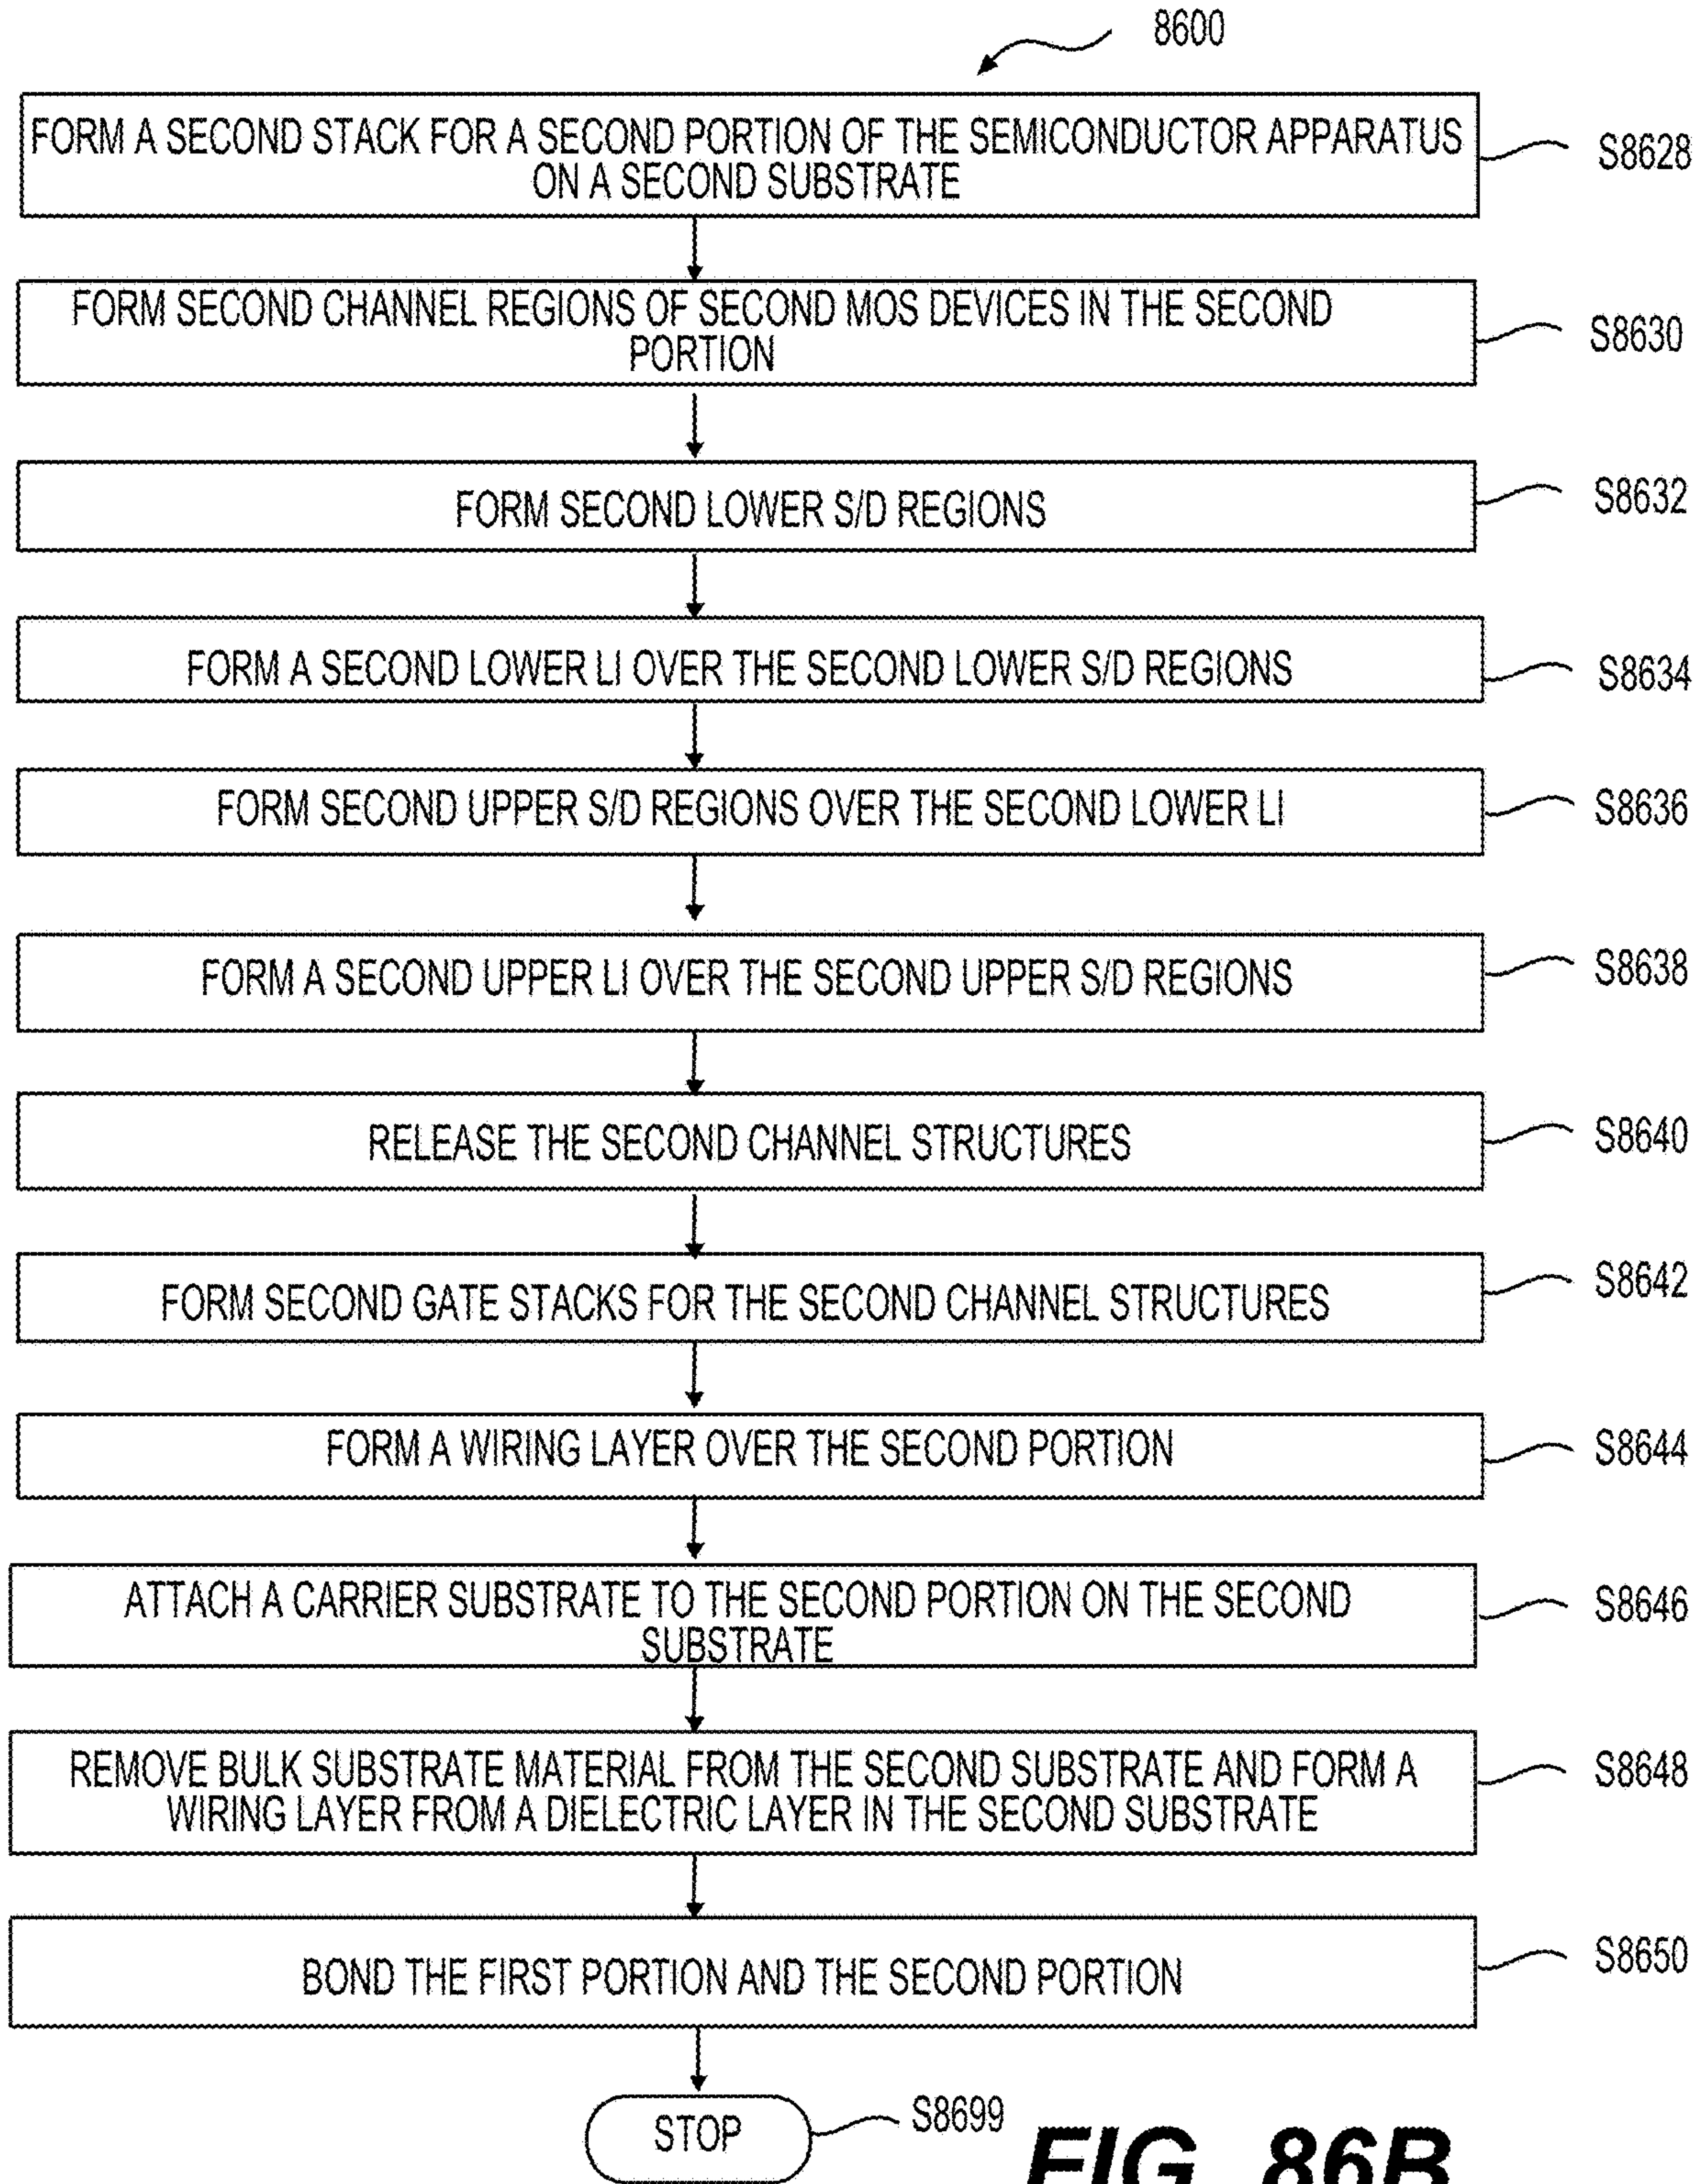 8600
FORM A SECOND STACK FOR A SECOND PORTION OF THE SEMICONDUCTOR APPARATUS
ON A SECOND SUBSTRATE
S8628
FORM SECOND CHANNEL REGIONS OF SECOND MOS DEVICES IN THE SECOND
PORTION
S8630
FORM SECOND LOWER S/D REGIONS
S8632
FORM A SECOND LOWER LI OVER THE SECOND LOWER S/D REGIONS
S8634
FORM SECOND UPPER S/D REGIONS OVER THE SECOND LOWER LI
S8636
FORM A SECOND UPPER LI OVER THE SECOND UPPER S/D REGIONS
S8638
RELEASE THE SECOND CHANNEL STRUCTURES
S8640
FORM SECOND GATE STACKS FOR THE SECOND CHANNEL STRUCTURES
S8642
FORM A WIRING LAYER OVER THE SECOND PORTION
S8644
ATTACH A CARRIER SUBSTRATE TO THE SECOND PORTION ON THE SECOND
SUBSTRATE
S8646
REMOVE BULK SUBSTRATE MATERIAL FROM THE SECOND SUBSTRATE AND FORM A
WIRING LAYER FROM A DIELECTRIC LAYER IN THE SECOND SUBSTRATE
S8648
BOND THE FIRST PORTION AND THE SECOND PORTION
S8650
STOP
S8699
FIG. 86B